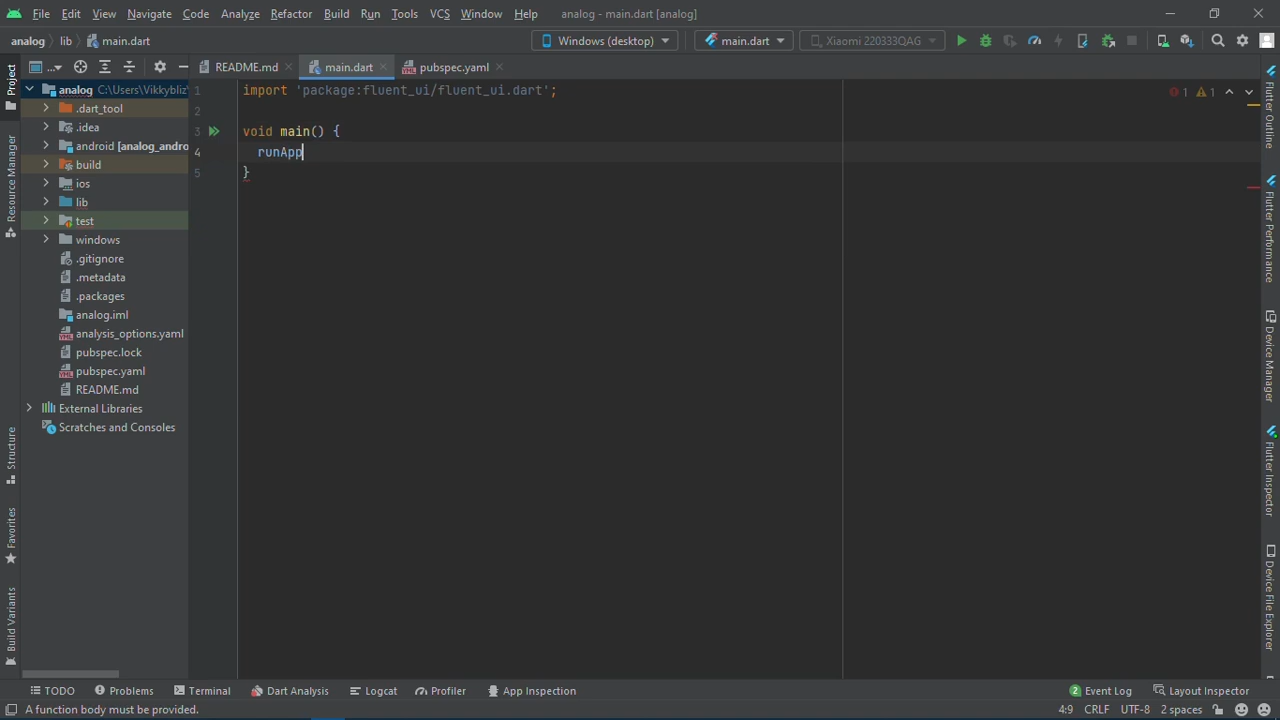 File Edit View Navigate Code Analyze Refactor Build Run Tools VCS Window Help analog - main.dart [analog]
analog lib main.dart Windows (desktop) main.dart Xiaomi 220333QAG
... README.md main.dart pubspec.yaml
analog C:\Users\Vikkybliz
.dart_tool
.idea
android [analog_andro
build
ios
lib
test
windows
.gitignore
.metadata
.packages
analog.iml
analysis_options.yaml
pubspec.lock
pubspec.yaml
README.md
External Libraries
Scratches and Consoles
1 import 'package:fluent_ui/fluent_ui.dart';
2
3 void main() {
4 runApp
5 }
1 1
Project
Resource Manager
Structure
Favorites
Build Variants
Flutter Outline
Flutter Performance
Device Manager
Flutter Inspector
Device File Explorer
TODO Problems Terminal Dart Analysis Logcat Profiler App Inspection 2 Event Log Layout Inspector
A function body must be provided. 4:9 CRLF UTF-8 2 spaces